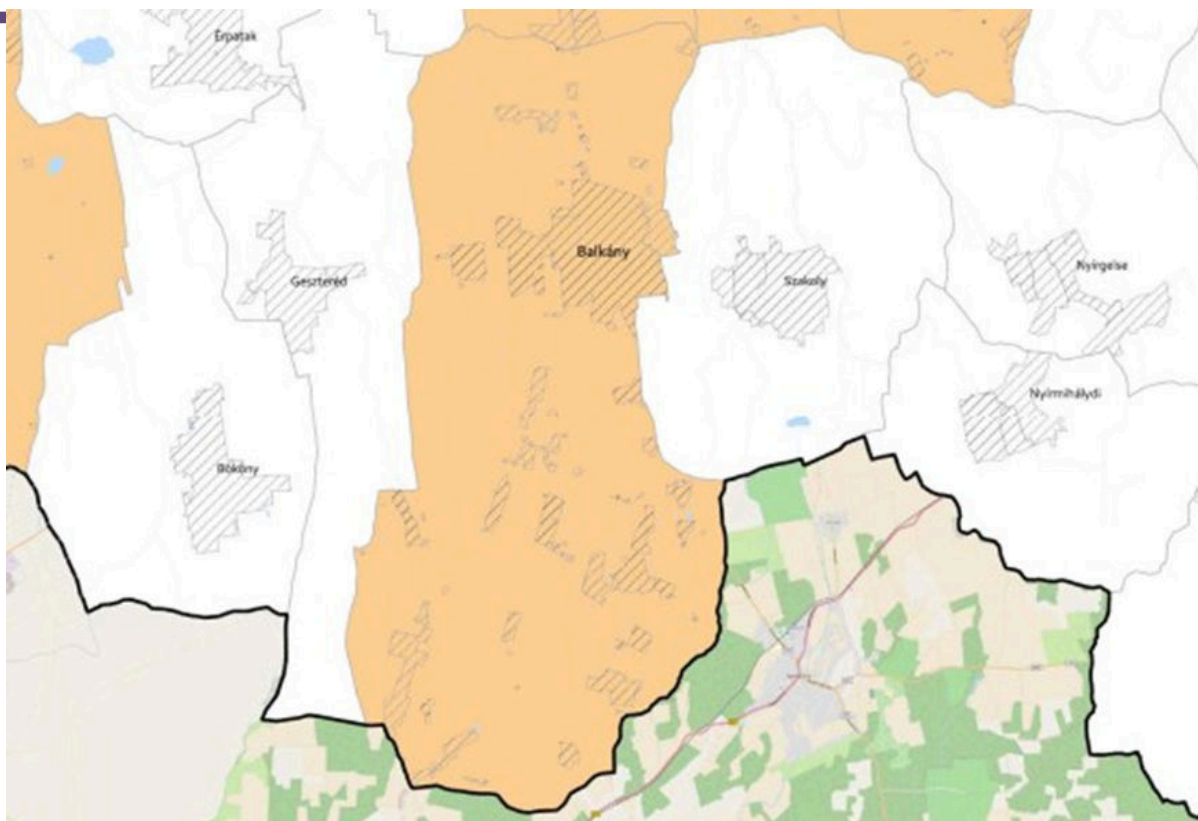 Érpatak
Balkány
Geszteréd
Szakoly
Nyírgelse
Nyírmihálydi
Bököny